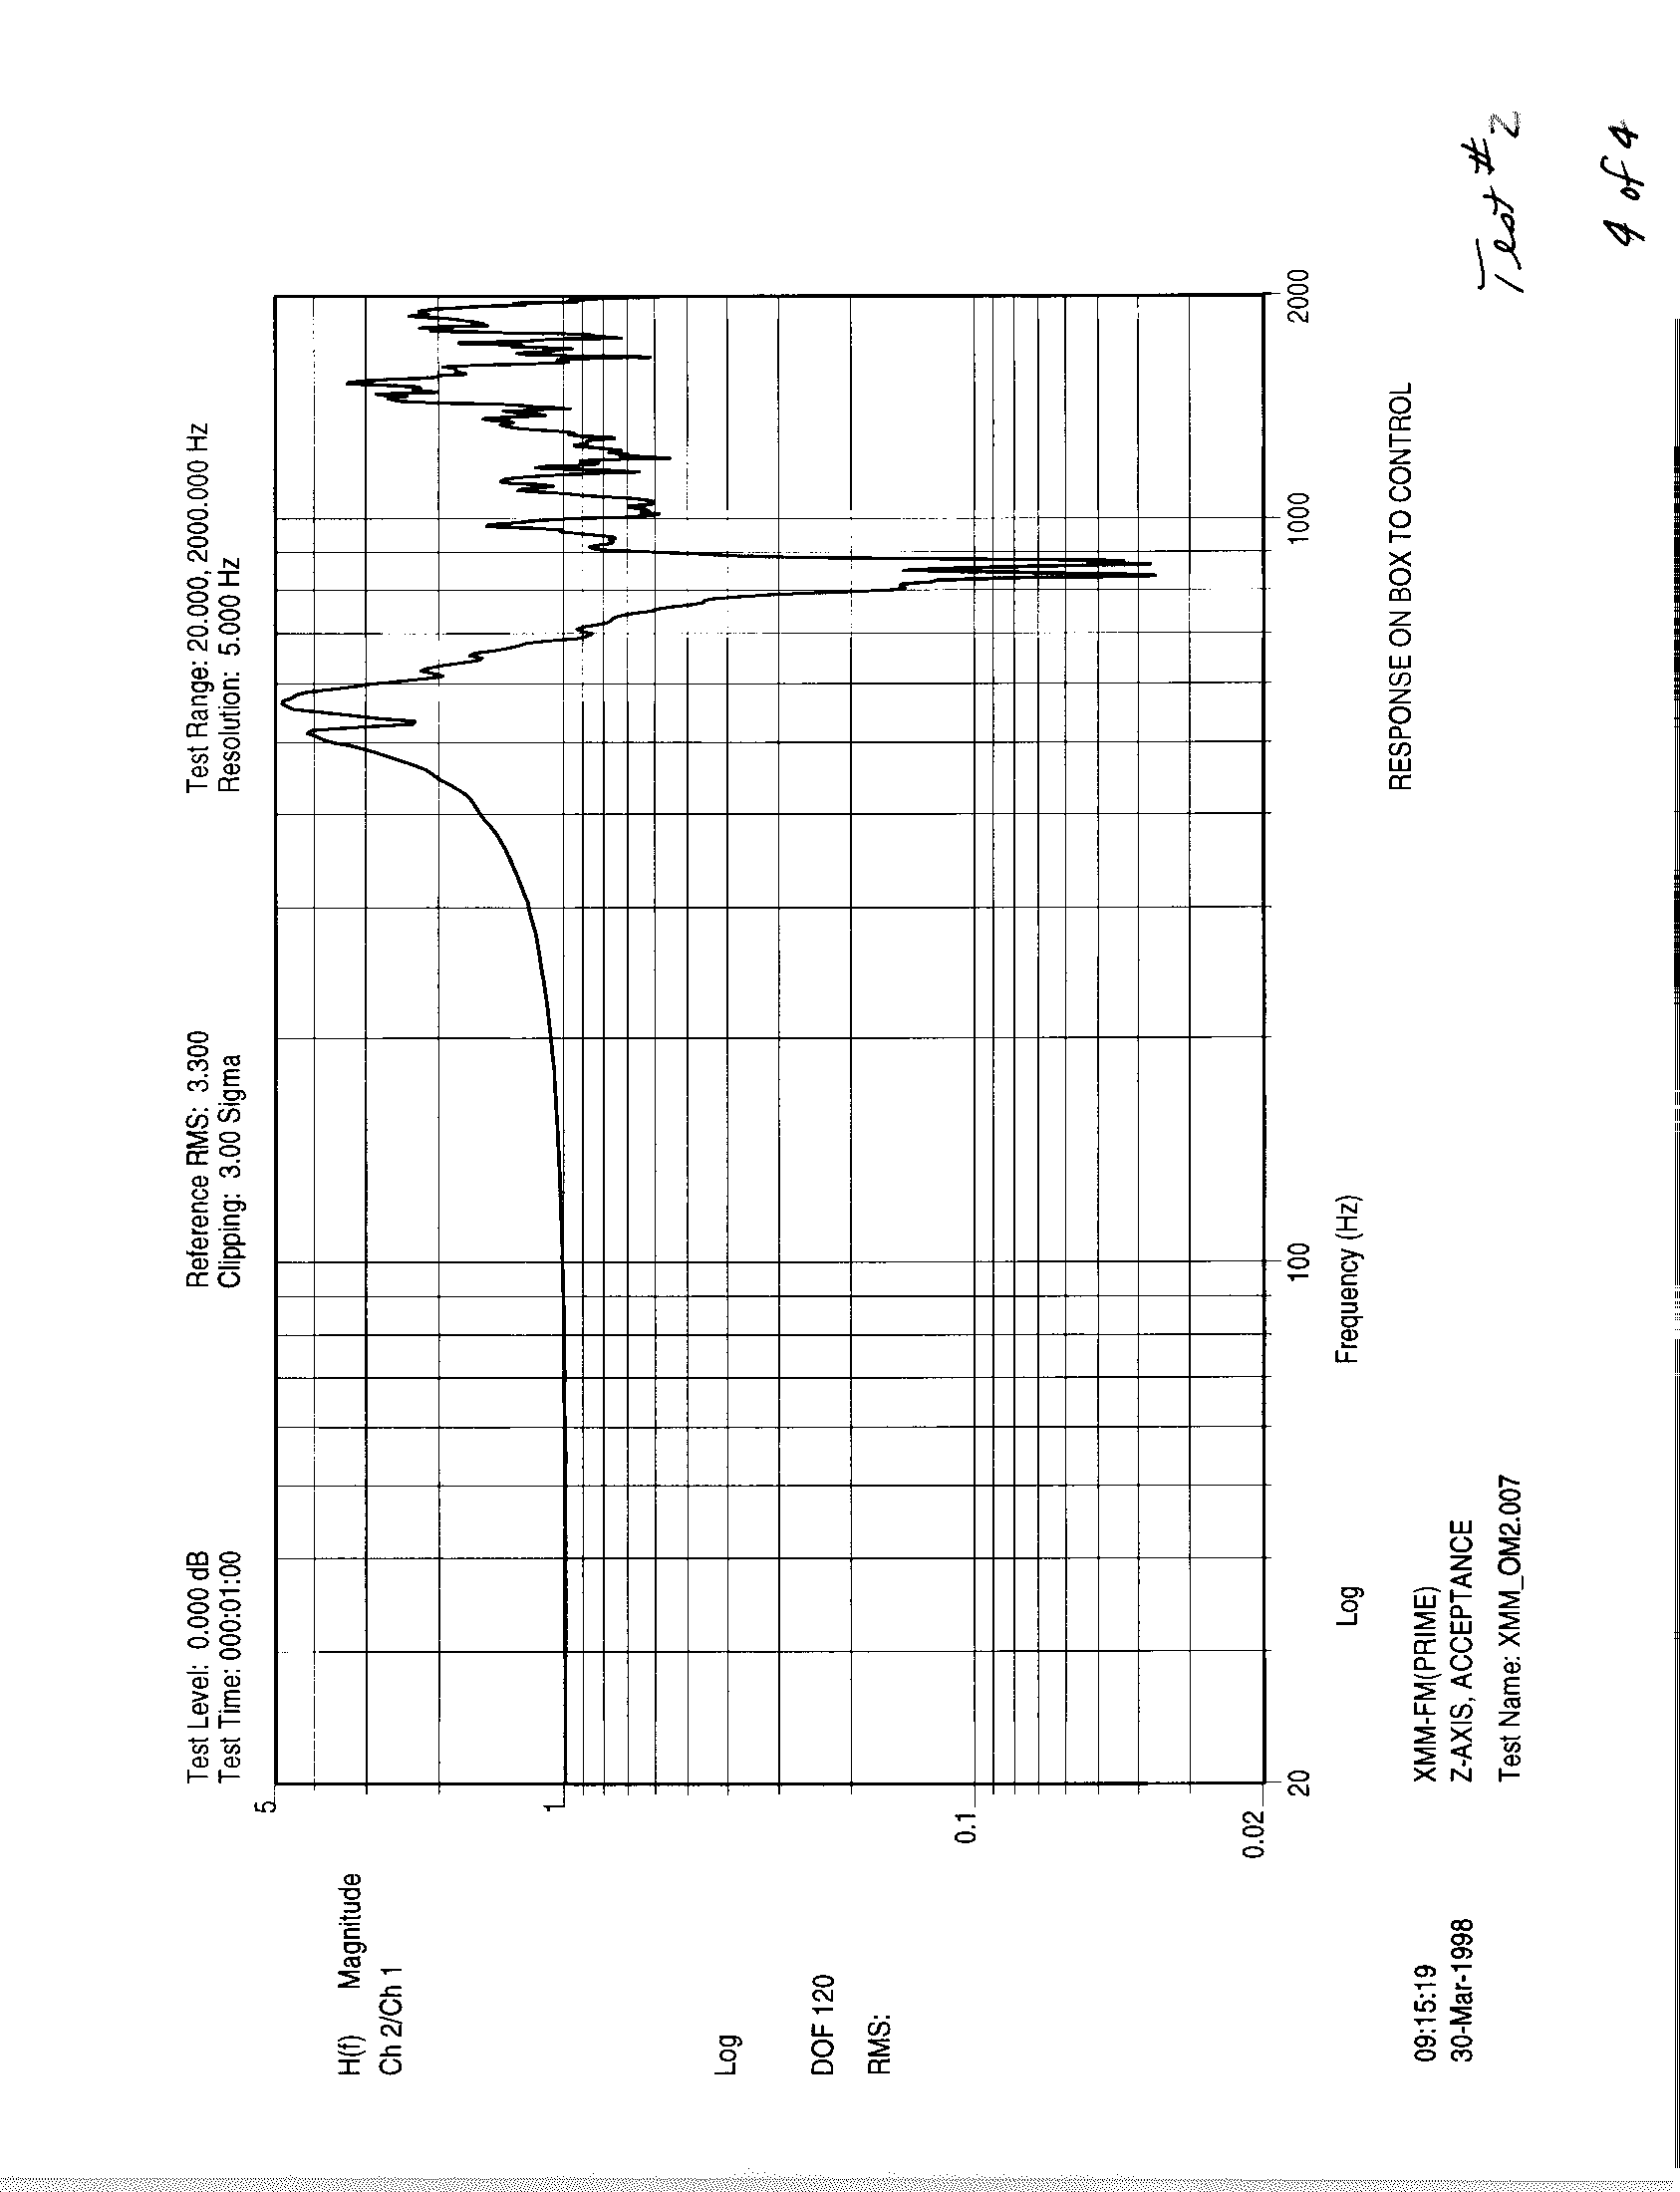 Test Level: 0.000 dB Reference RMS: 3.300 Test Range: 20.000, 2000.000 Hz
Test Time: 000:01:00 Clipping: 3.00 Sigma Resolution: 5.000 Hz
5
H(f) Magnitude
Ch 2/Ch 1
1
Log
DOF 120
RMS:
0.1
0.02
20 100 1000 2000
Log Frequency (Hz)
RESPONSE ON BOX TO CONTROL
09:15:19 XMM-FM(PRIME)
30-Mar-1998 Z-AXIS, ACCEPTANCE
Test Name: XMM_OM2.007
Test # 2
4 of 4